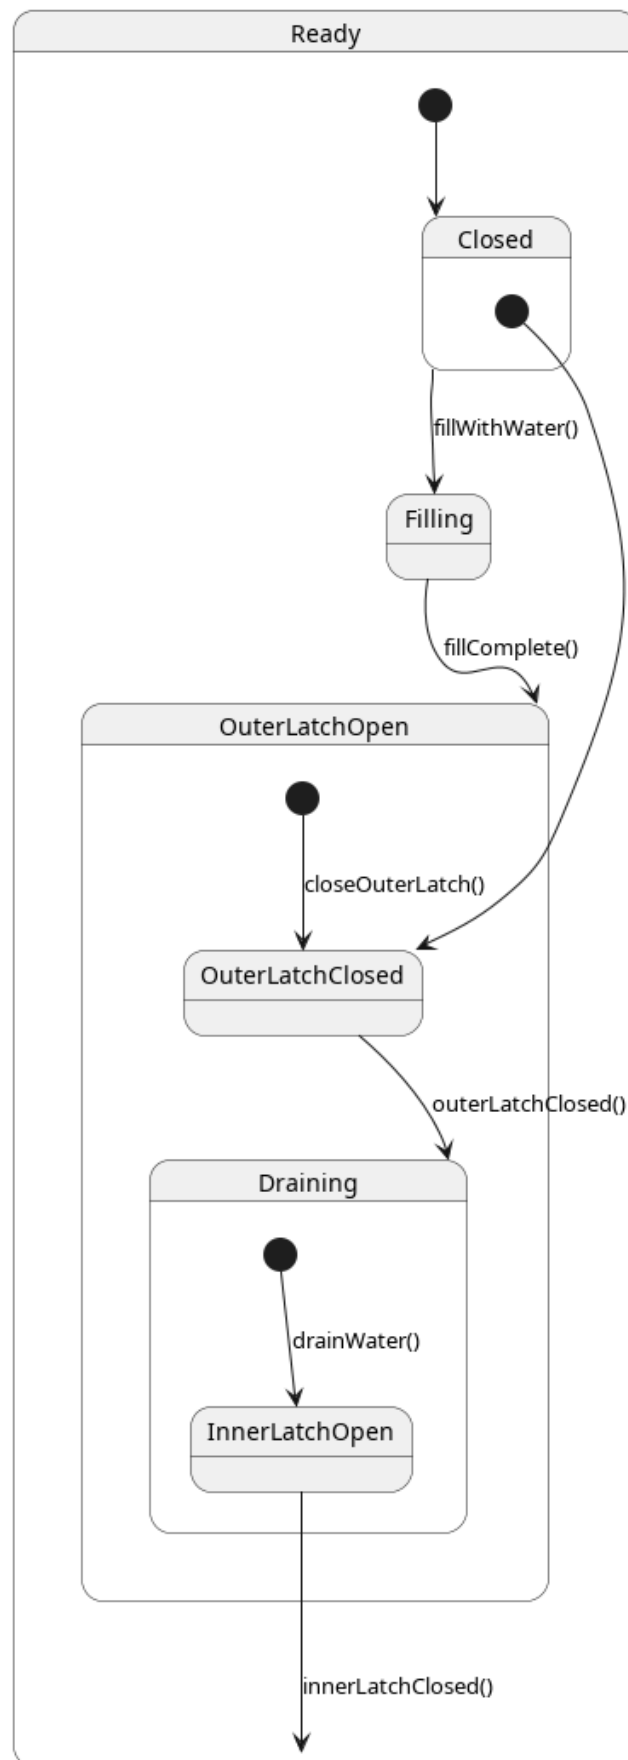 Ready
Closed
fillWithWater()
Filling
fillComplete()
OuterLatchOpen
closeOuterLatch()
OuterLatchClosed
outerLatchClosed()
Draining
drainWater()
InnerLatchOpen
innerLatchClosed()